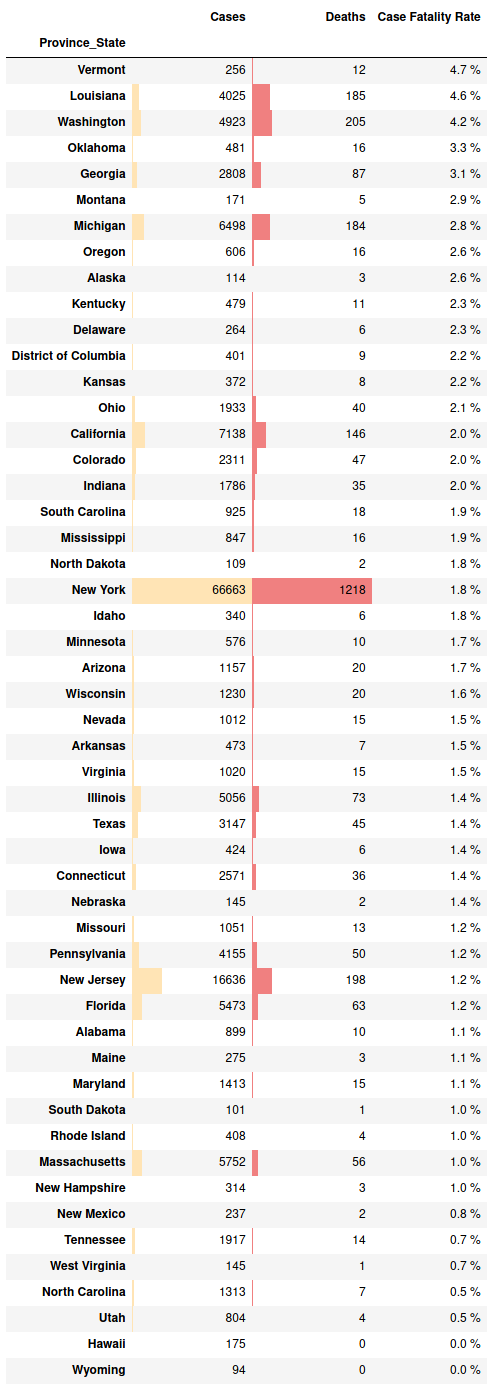 Cases Deaths Case Fatality Rate
Province_State
Vermont 256 12 4.7 %
Louisiana 4025 185 4.6 %
Washington 4923 205 4.2 %
Oklahoma 481 16 3.3 %
Georgia 2808 87 3.1 %
Montana 171 5 2.9 %
Michigan 6498 184 2.8 %
Oregon 606 16 2.6 %
Alaska 114 3 2.6 %
Kentucky 479 11 2.3 %
Delaware 264 6 2.3 %
District of Columbia 401 9 2.2 %
Kansas 372 8 2.2 %
Ohio 1933 40 2.1 %
California 7138 146 2.0 %
Colorado 2311 47 2.0 %
Indiana 1786 35 2.0 %
South Carolina 925 18 1.9 %
Mississippi 847 16 1.9 %
North Dakota 109 2 1.8 %
New York 66663 1218 1.8 %
Idaho 340 6 1.8 %
Minnesota 576 10 1.7 %
Arizona 1157 20 1.7 %
Wisconsin 1230 20 1.6 %
Nevada 1012 15 1.5 %
Arkansas 473 7 1.5 %
Virginia 1020 15 1.5 %
Illinois 5056 73 1.4 %
Texas 3147 45 1.4 %
Iowa 424 6 1.4 %
Connecticut 2571 36 1.4 %
Nebraska 145 2 1.4 %
Missouri 1051 13 1.2 %
Pennsylvania 4155 50 1.2 %
New Jersey 16636 198 1.2 %
Florida 5473 63 1.2 %
Alabama 899 10 1.1 %
Maine 275 3 1.1 %
Maryland 1413 15 1.1 %
South Dakota 101 1 1.0 %
Rhode Island 408 4 1.0 %
Massachusetts 5752 56 1.0 %
New Hampshire 314 3 1.0 %
New Mexico 237 2 0.8 %
Tennessee 1917 14 0.7 %
West Virginia 145 1 0.7 %
North Carolina 1313 7 0.5 %
Utah 804 4 0.5 %
Hawaii 175 0 0.0 %
Wyoming 94 0 0.0 %